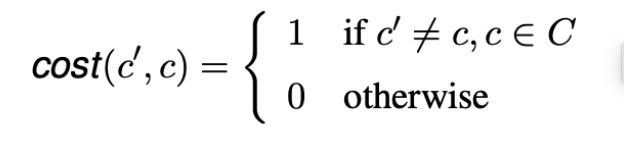 cost(c′, c) = { 1 if c′ ≠ c, c ∈ C
0 otherwise